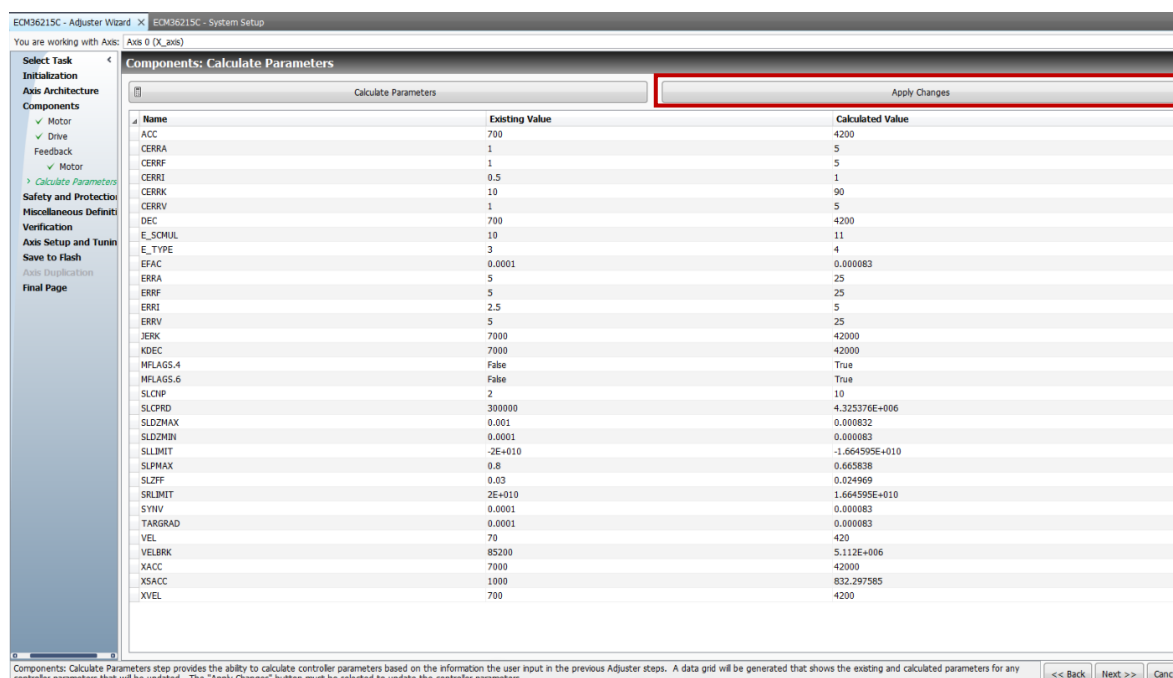 ECM36215C - Adjuster Wizard × ECM36215C - System Setup
You are working with Axis: Axis 0 (X_axis)
Select Task <
Initialization
Axis Architecture
Components
✓ Motor
✓ Drive
Feedback
✓ Motor
> Calculate Parameters
Safety and Protection
Miscellaneous Definiti
Verification
Axis Setup and Tunin
Save to Flash
Axis Duplication
Final Page
Components: Calculate Parameters
Calculate Parameters Apply Changes
Name Existing Value Calculated Value
ACC 700 4200
CERRA 1 5
CERRF 1 5
CERRI 0.5 1
CERRK 10 90
CERRV 1 5
DEC 700 4200
E_SCMUL 10 11
E_TYPE 3 4
EFAC 0.0001 0.000083
ERRA 5 25
ERRF 5 25
ERRI 2.5 5
ERRV 5 25
JERK 7000 42000
KDEC 7000 42000
MFLAGS.4 False True
MFLAGS.6 False True
SLCNP 2 10
SLCPRD 300000 4.325376E+006
SLDZMAX 0.001 0.000832
SLDZMIN 0.0001 0.000083
SLLIMIT -2E+010 -1.664595E+010
SLPMAX 0.8 0.665838
SLZFF 0.03 0.024969
SRLIMIT 2E+010 1.664595E+010
SYNV 0.0001 0.000083
TARGRAD 0.0001 0.000083
VEL 70 420
VELBRK 85200 5.112E+006
XACC 7000 42000
XSACC 1000 832.297585
XVEL 700 4200
Components: Calculate Parameters step provides the ability to calculate controller parameters based on the information the user input in the previous Adjuster steps. A data grid will be generated that shows the existing and calculated parameters for any
controller parameters that will be updated. The "Apply Changes" button must be selected to update the controller parameters.
<< Back Next >> Canc